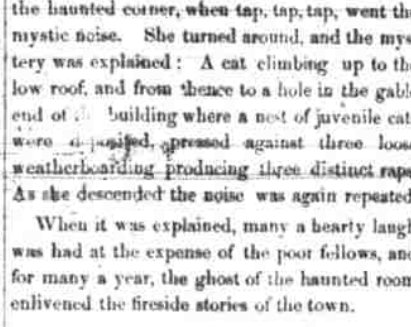 the haunted corner, when tap, tap, tap, went the
mystic noise. She turned around, and the mys
tery was explained: A cat climbing up to the
low roof, and from thence to a hole in the gabl
end of building where a nest of juvenile cat
were pressed against three loose
weatherboarding producing three distinct raps
As she descended the noise was again repeated
When it was explained, many a hearty laugh
was had at the expense of the poor fellows, and
for many a year, the ghost of the haunted room
enlivened the fireside stories of the town.